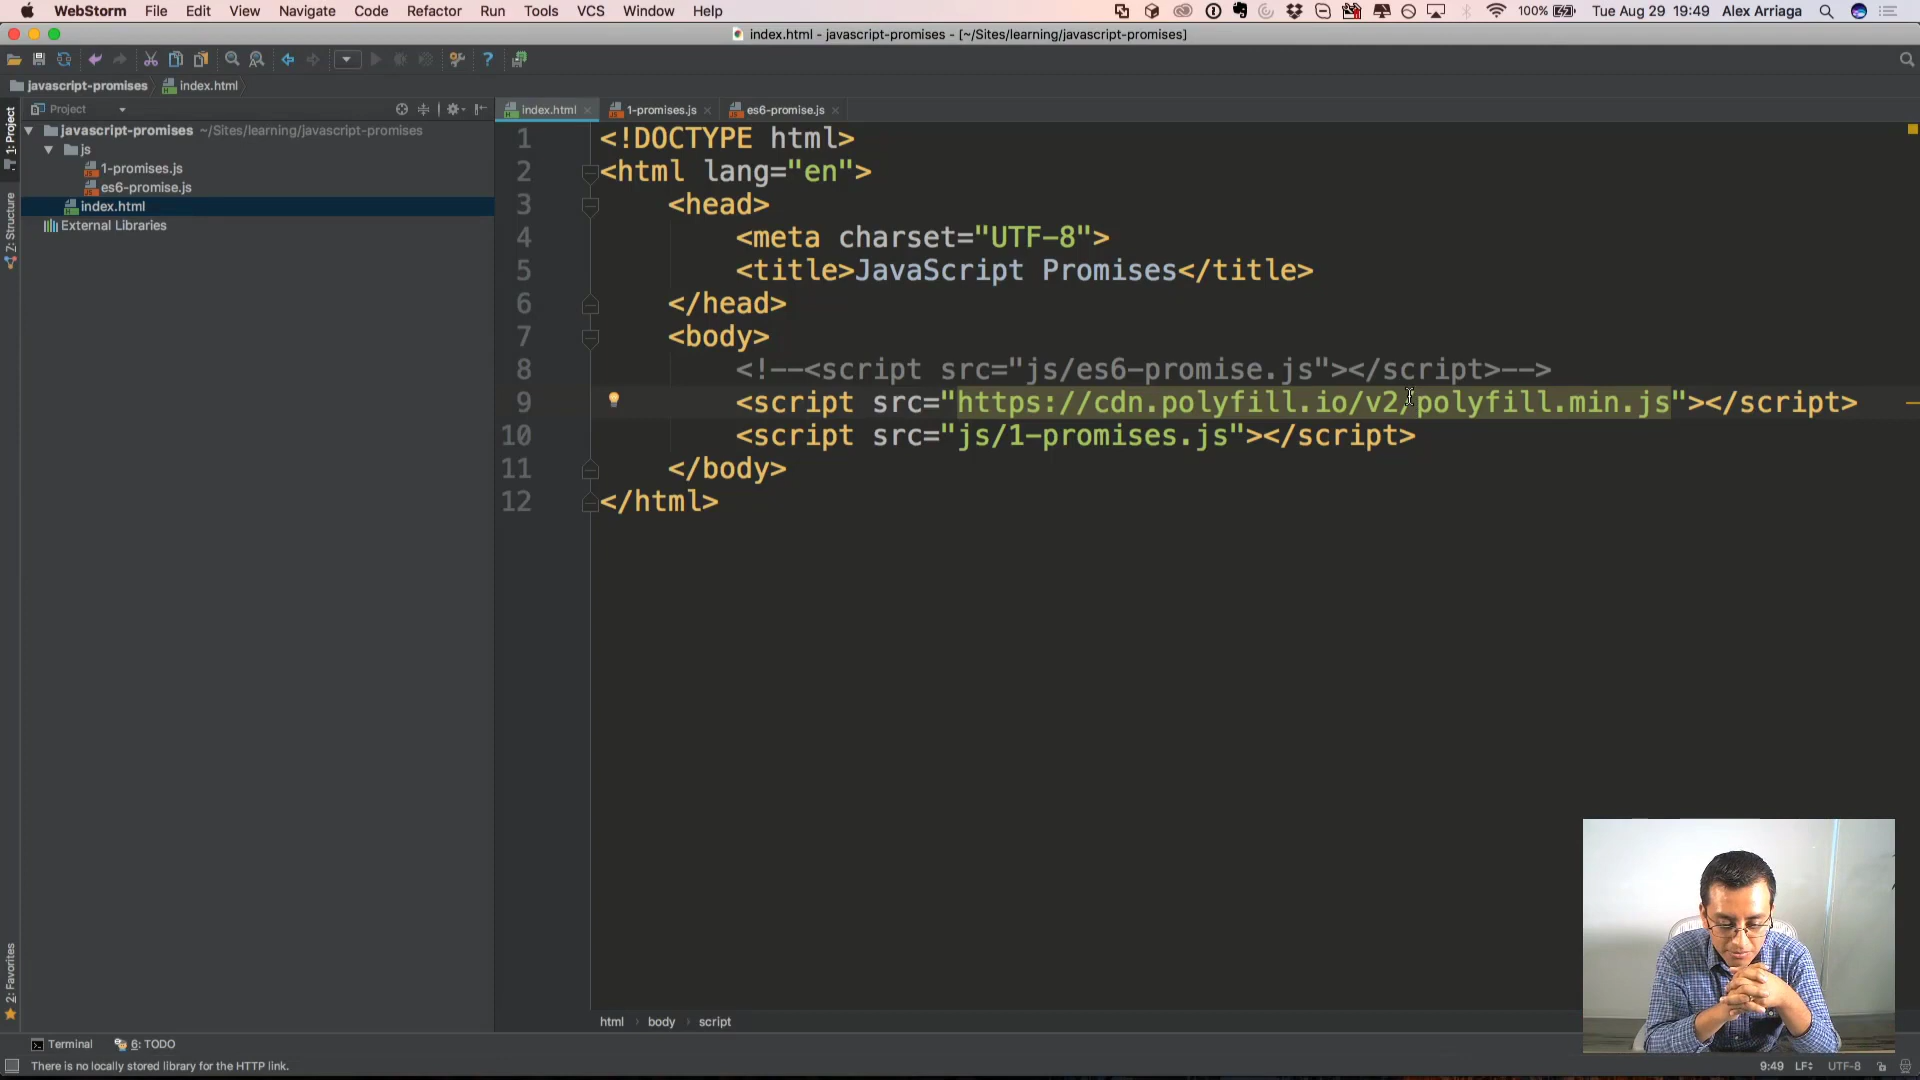 WebStorm File Edit View Navigate Code Refactor Run Tools VCS Window Help 100% Tue Aug 29 19:49 Alex Arriaga
index.html - javascript-promises - [~/Sites/learning/javascript-promises]
javascript-promises index.html
Project
index.html 1-promises.js es6-promise.js
1: Project
7: Structure
2: Favorites
javascript-promises ~/Sites/learning/javascript-promises
js
1-promises.js
es6-promise.js
index.html
External Libraries
1 <!DOCTYPE html>
2 <html lang="en">
3 <head>
4 <meta charset="UTF-8">
5 <title>JavaScript Promises</title>
6 </head>
7 <body>
8 <!--<script src="js/es6-promise.js"></script>-->
9 <script src="https://cdn.polyfill.io/v2/polyfill.min.js"></script>
10 <script src="js/1-promises.js"></script>
11 </body>
12 </html>
html body script
Terminal 6: TODO
There is no locally stored library for the HTTP link. 9:49 LF UTF-8